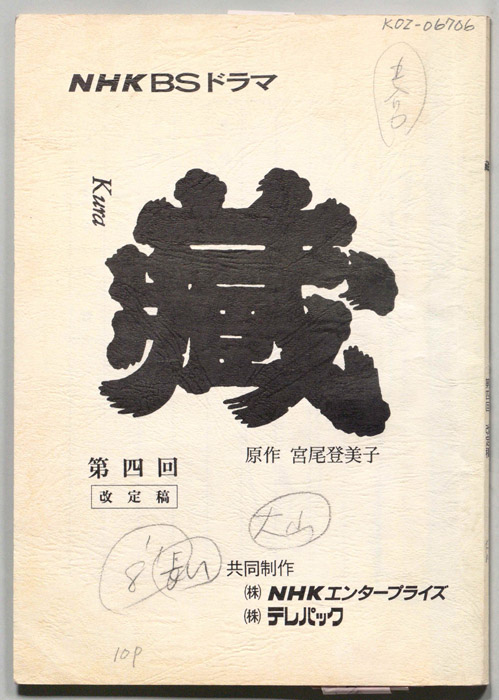 KOZ-06706
NHK BSドラマ
Kura
藏
原作 宮尾登美子
第四回
改定稿
大山
共同制作
㈱ NHKエンタープライズ
㈱ テレパック
10P